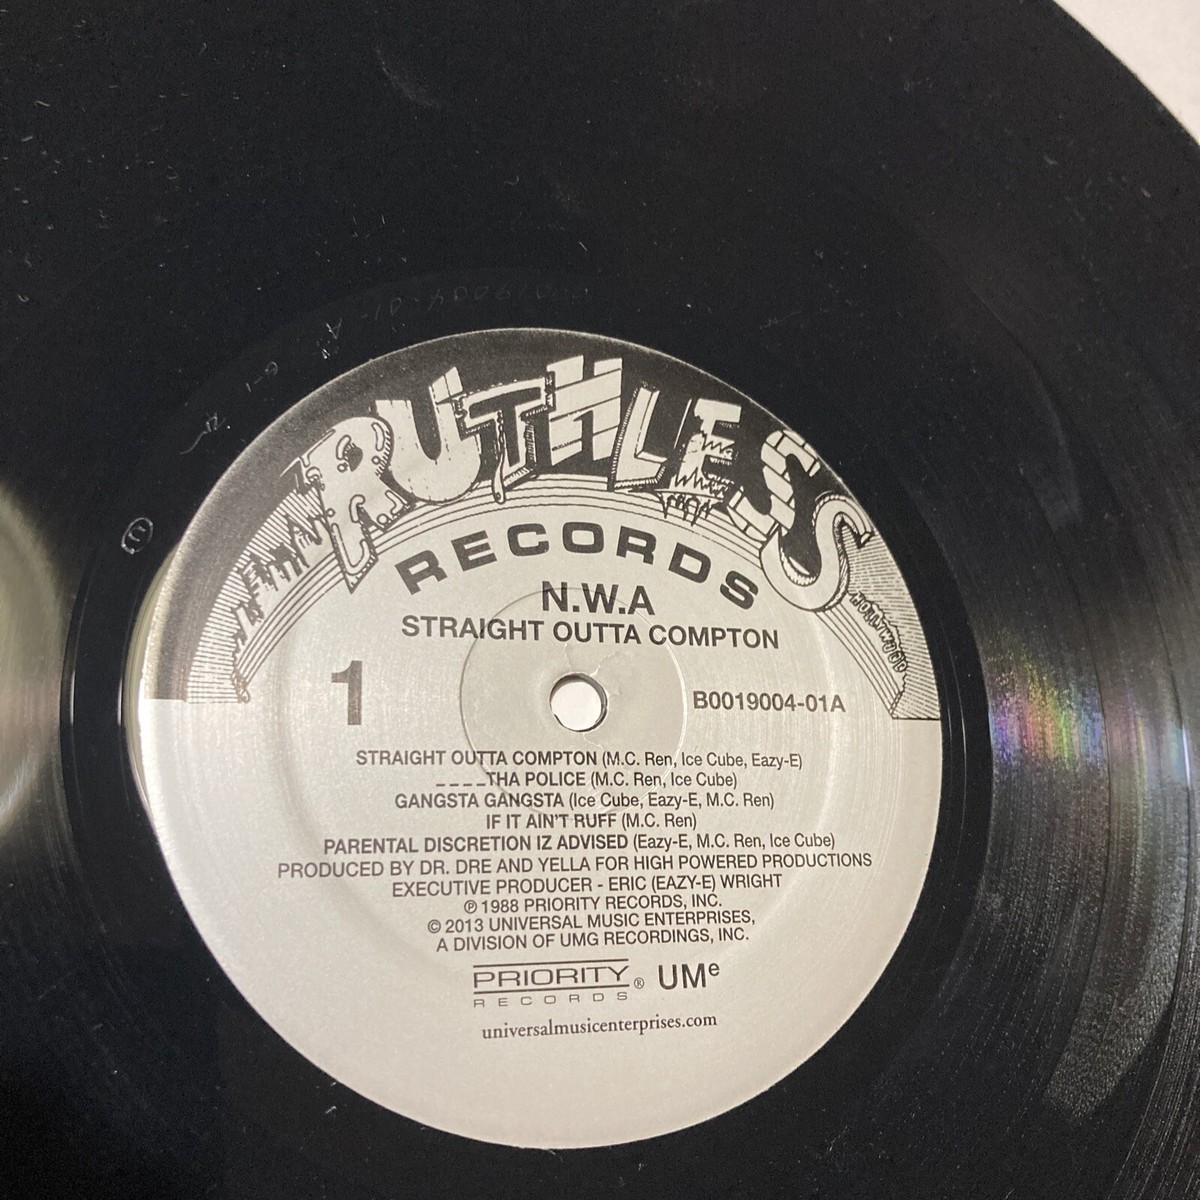 RUTHLESS
RECORDS
N.W.A
STRAIGHT OUTTA COMPTON
1
B0019004-01A
STRAIGHT OUTTA COMPTON (M.C. Ren, Ice Cube, Eazy-E)
____THA POLICE (M.C. Ren, Ice Cube)
GANGSTA GANGSTA (Ice Cube, Eazy-E, M.C. Ren)
IF IT AIN'T RUFF (M.C. Ren)
PARENTAL DISCRETION IZ ADVISED (Eazy-E, M.C. Ren, Ice Cube)
PRODUCED BY DR. DRE AND YELLA FOR HIGH POWERED PRODUCTIONS
EXECUTIVE PRODUCER - ERIC (EAZY-E) WRIGHT
℗ 1988 PRIORITY RECORDS, INC.
© 2013 UNIVERSAL MUSIC ENTERPRISES,
A DIVISION OF UMG RECORDINGS, INC.
PRIORITY ® UMe
RECORDS
universalmusicenterprises.com